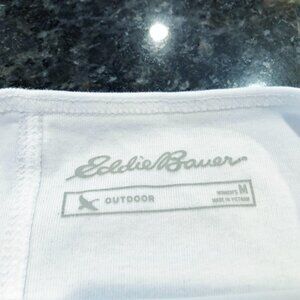 Eddie Bauer
OUTDOOR
WOMEN'S M
MADE IN VIETNAM